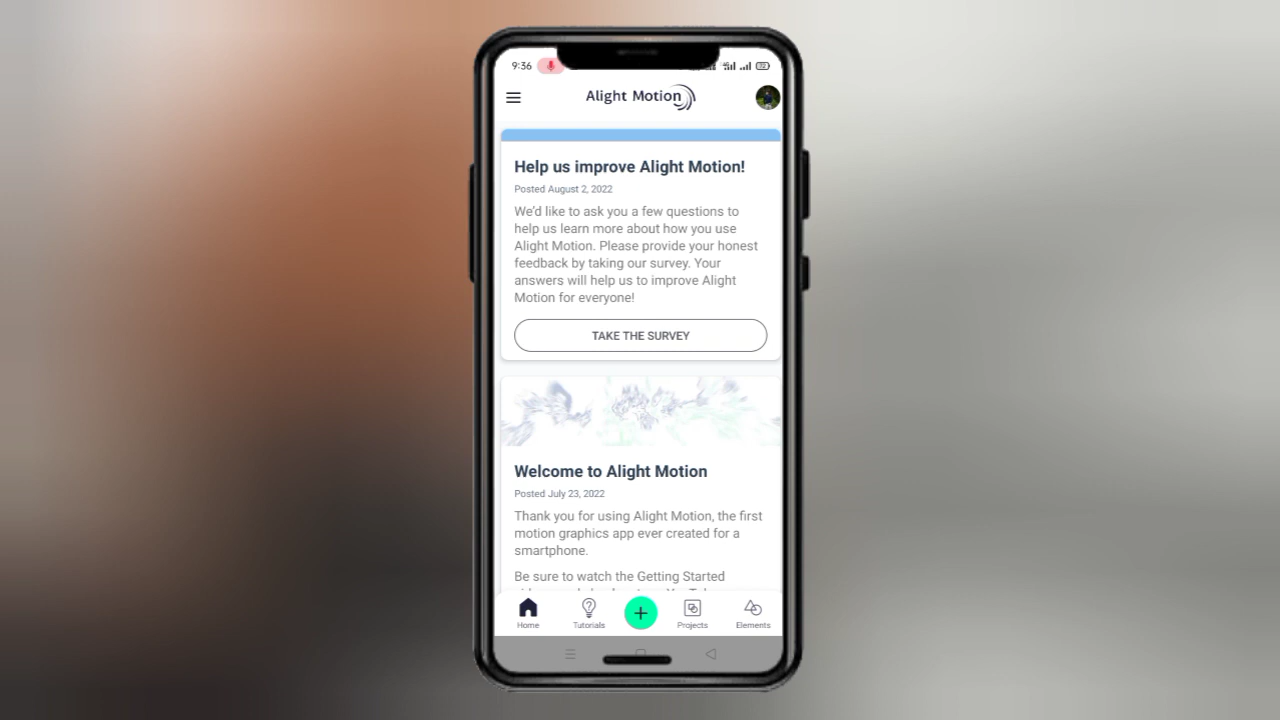 9:36
Alight Motion
Help us improve Alight Motion!
Posted August 2, 2022
We'd like to ask you a few questions to
help us learn more about how you use
Alight Motion. Please provide your honest
feedback by taking our survey. Your
answers will help us to improve Alight
Motion for everyone!
TAKE THE SURVEY
Welcome to Alight Motion
Posted July 23, 2022
Thank you for using Alight Motion, the first
motion graphics app ever created for a
smartphone.
Be sure to watch the Getting Started
Home Tutorials Projects Elements